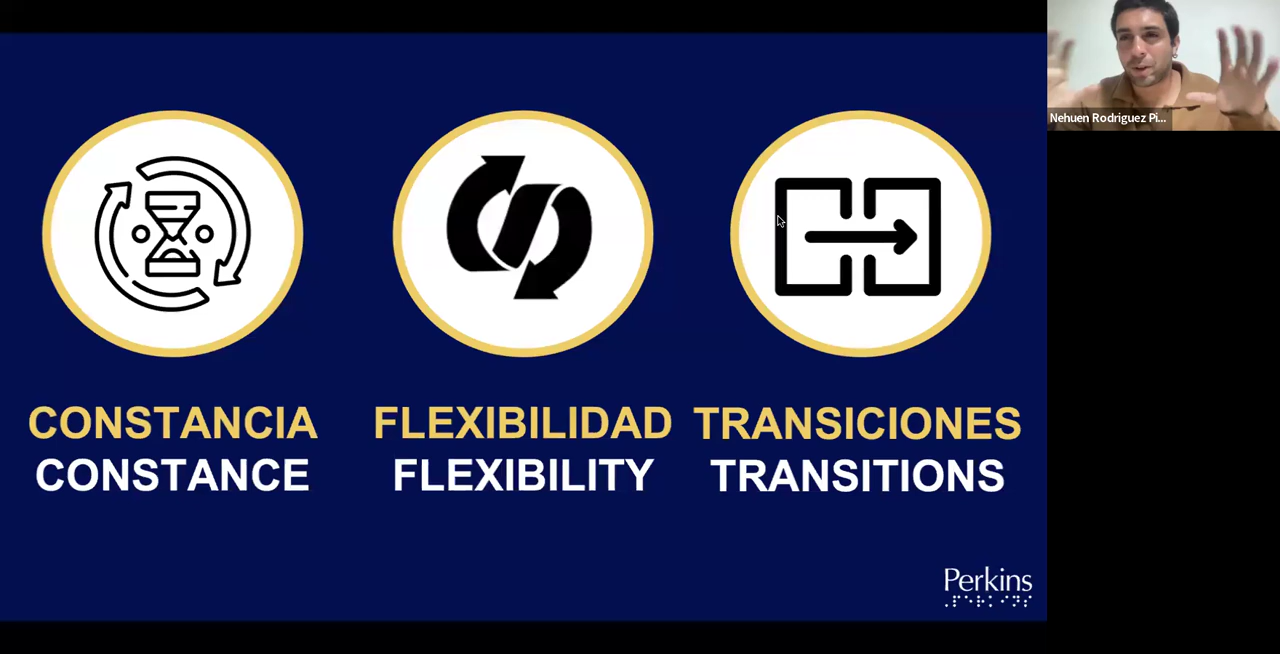 CONSTANCIA
CONSTANCE
FLEXIBILIDAD
FLEXIBILITY
TRANSICIONES
TRANSITIONS
Perkins
⠠⠏⠑⠗⠅⠊⠝⠎
Nehuen Rodriguez Pi...